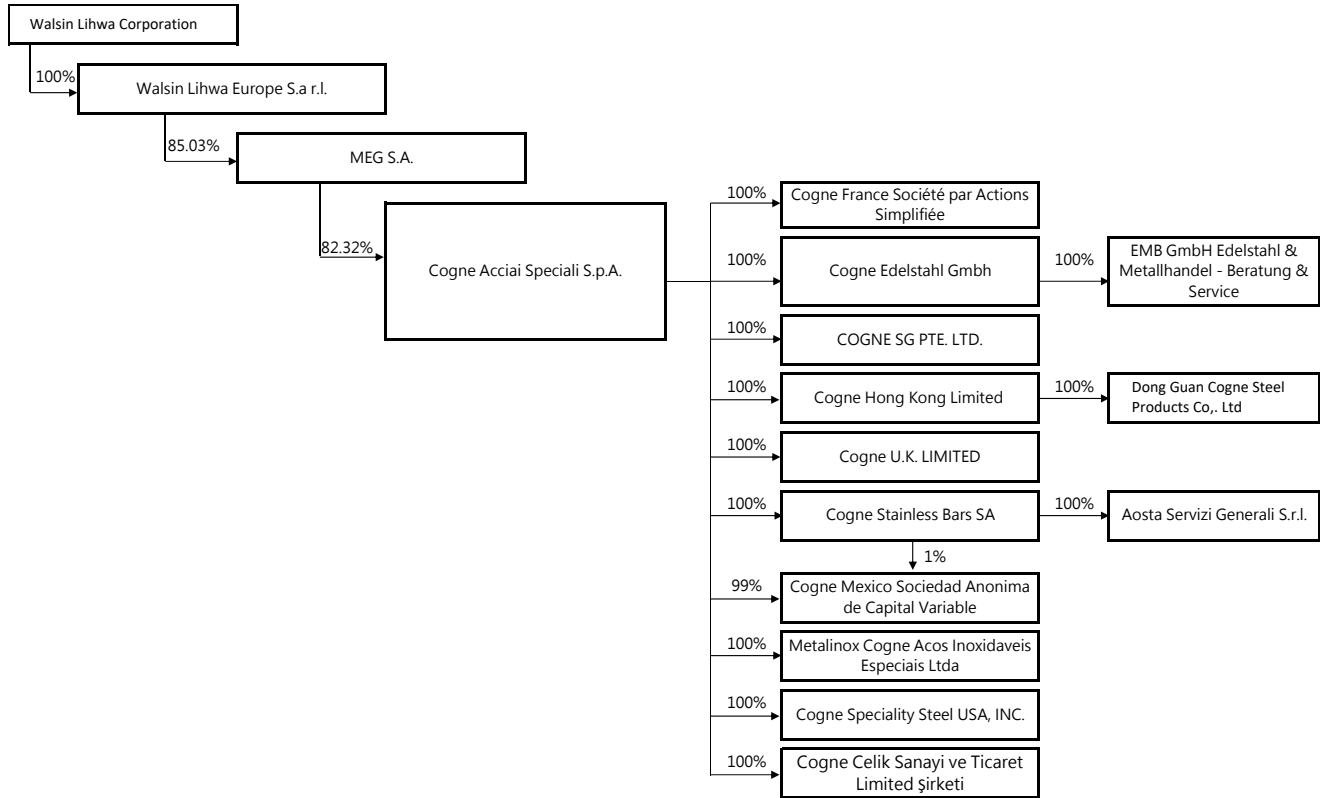 Walsin Lihwa Corporation
100%
Walsin Lihwa Europe S.a r.l.
85.03%
MEG S.A.
82.32%
Cogne Acciai Speciali S.p.A.
100%
Cogne France Société par Actions
Simplifiée
100%
Cogne Edelstahl Gmbh
100%
EMB GmbH Edelstahl &
Metallhandel - Beratung &
Service
100%
COGNE SG PTE. LTD.
100%
Cogne Hong Kong Limited
100%
Dong Guan Cogne Steel
Products Co,. Ltd
100%
Cogne U.K. LIMITED
100%
Cogne Stainless Bars SA
100%
Aosta Servizi Generali S.r.l.
1%
99%
Cogne Mexico Sociedad Anonima
de Capital Variable
100%
Metalinox Cogne Acos Inoxidaveis
Especiais Ltda
100%
Cogne Speciality Steel USA, INC.
100%
Cogne Celik Sanayi ve Ticaret
Limited şirketi